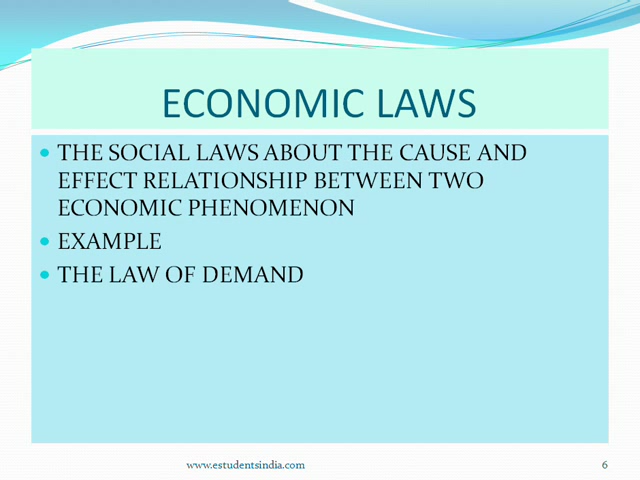 ECONOMIC LAWS
THE SOCIAL LAWS ABOUT THE CAUSE AND
EFFECT RELATIONSHIP BETWEEN TWO
ECONOMIC PHENOMENON
EXAMPLE
THE LAW OF DEMAND
www.estudentsindia.com
6